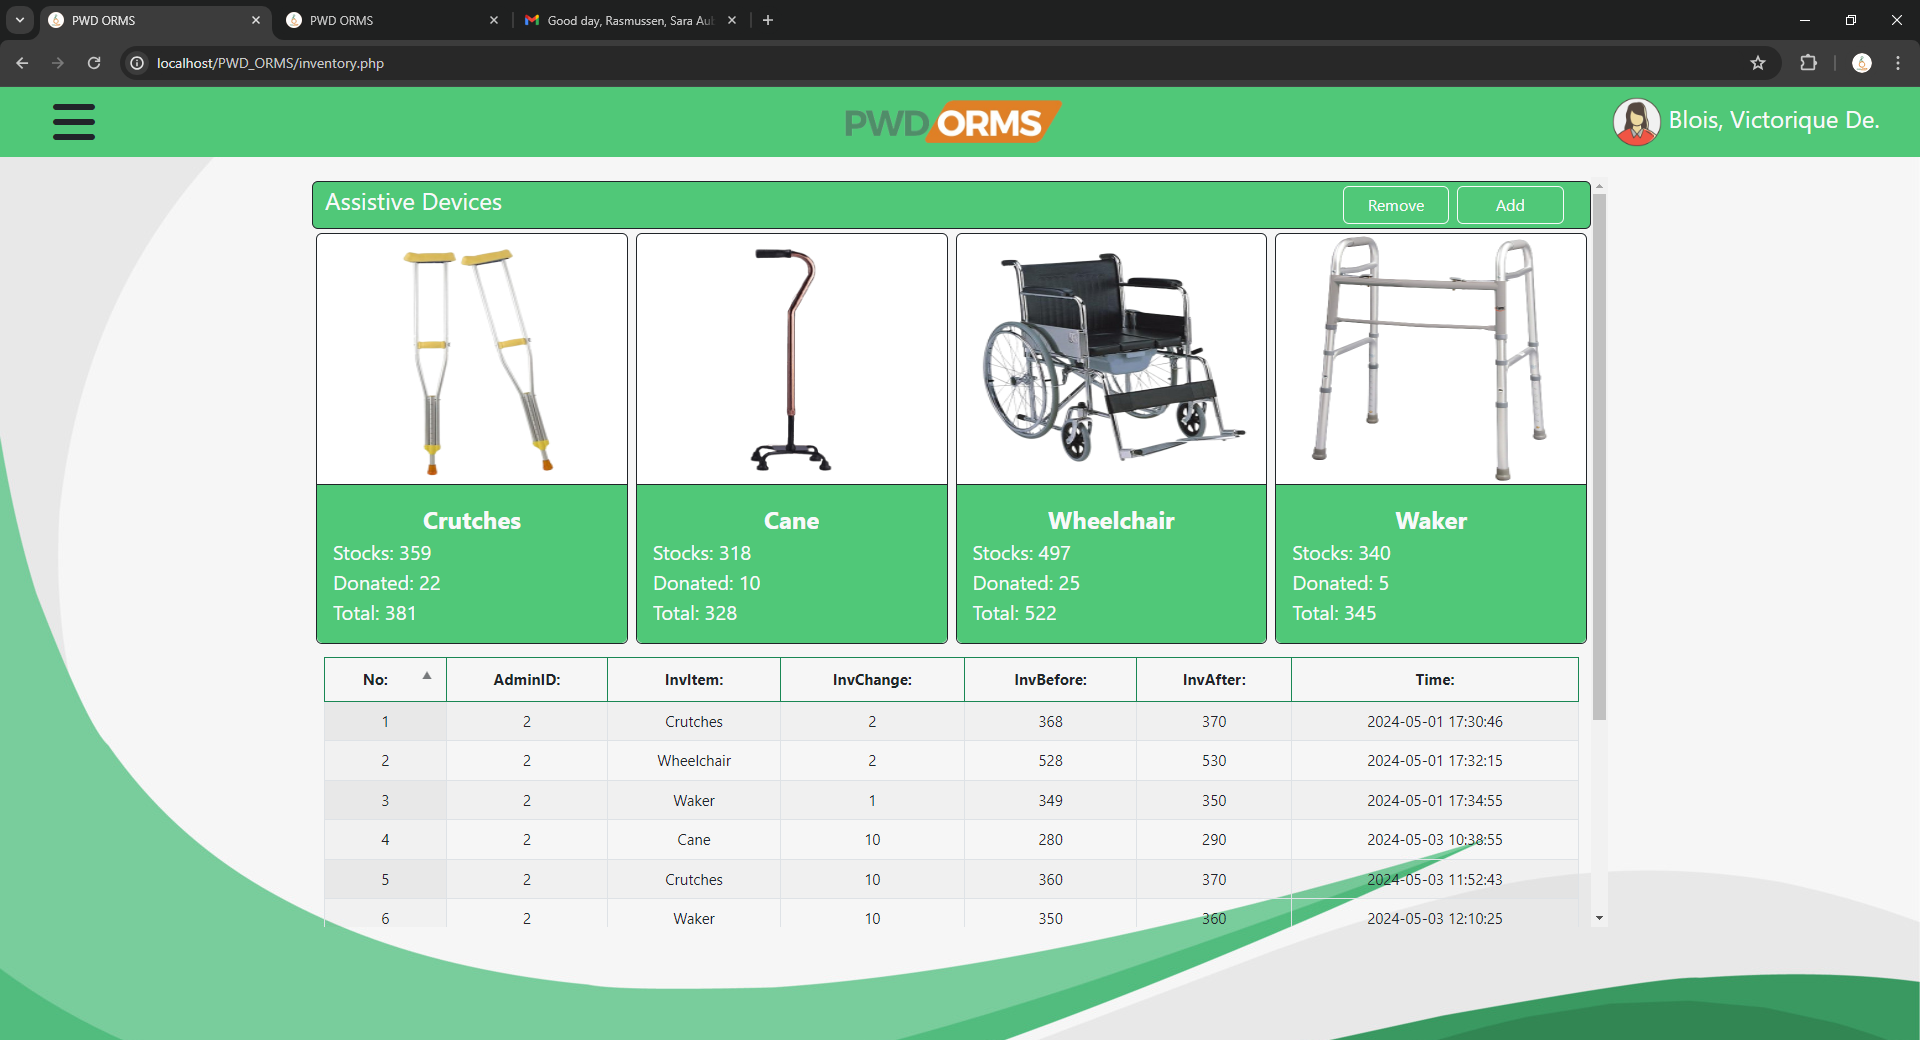 PWD ORMS
PWD ORMS
Good day, Rasmussen, Sara Au
localhost/PWD_ORMS/inventory.php
PWD ORMS
Blois, Victorique De.
Assistive Devices
Remove
Add
Crutches
Stocks: 359
Donated: 22
Total: 381
Cane
Stocks: 318
Donated: 10
Total: 328
Wheelchair
Stocks: 497
Donated: 25
Total: 522
Waker
Stocks: 340
Donated: 5
Total: 345
No: AdminID: InvItem: InvChange: InvBefore: InvAfter: Time:
1 2 Crutches 2 368 370 2024-05-01 17:30:46
2 2 Wheelchair 2 528 530 2024-05-01 17:32:15
3 2 Waker 1 349 350 2024-05-01 17:34:55
4 2 Cane 10 280 290 2024-05-03 10:38:55
5 2 Crutches 10 360 370 2024-05-03 11:52:43
6 2 Waker 10 350 360 2024-05-03 12:10:25